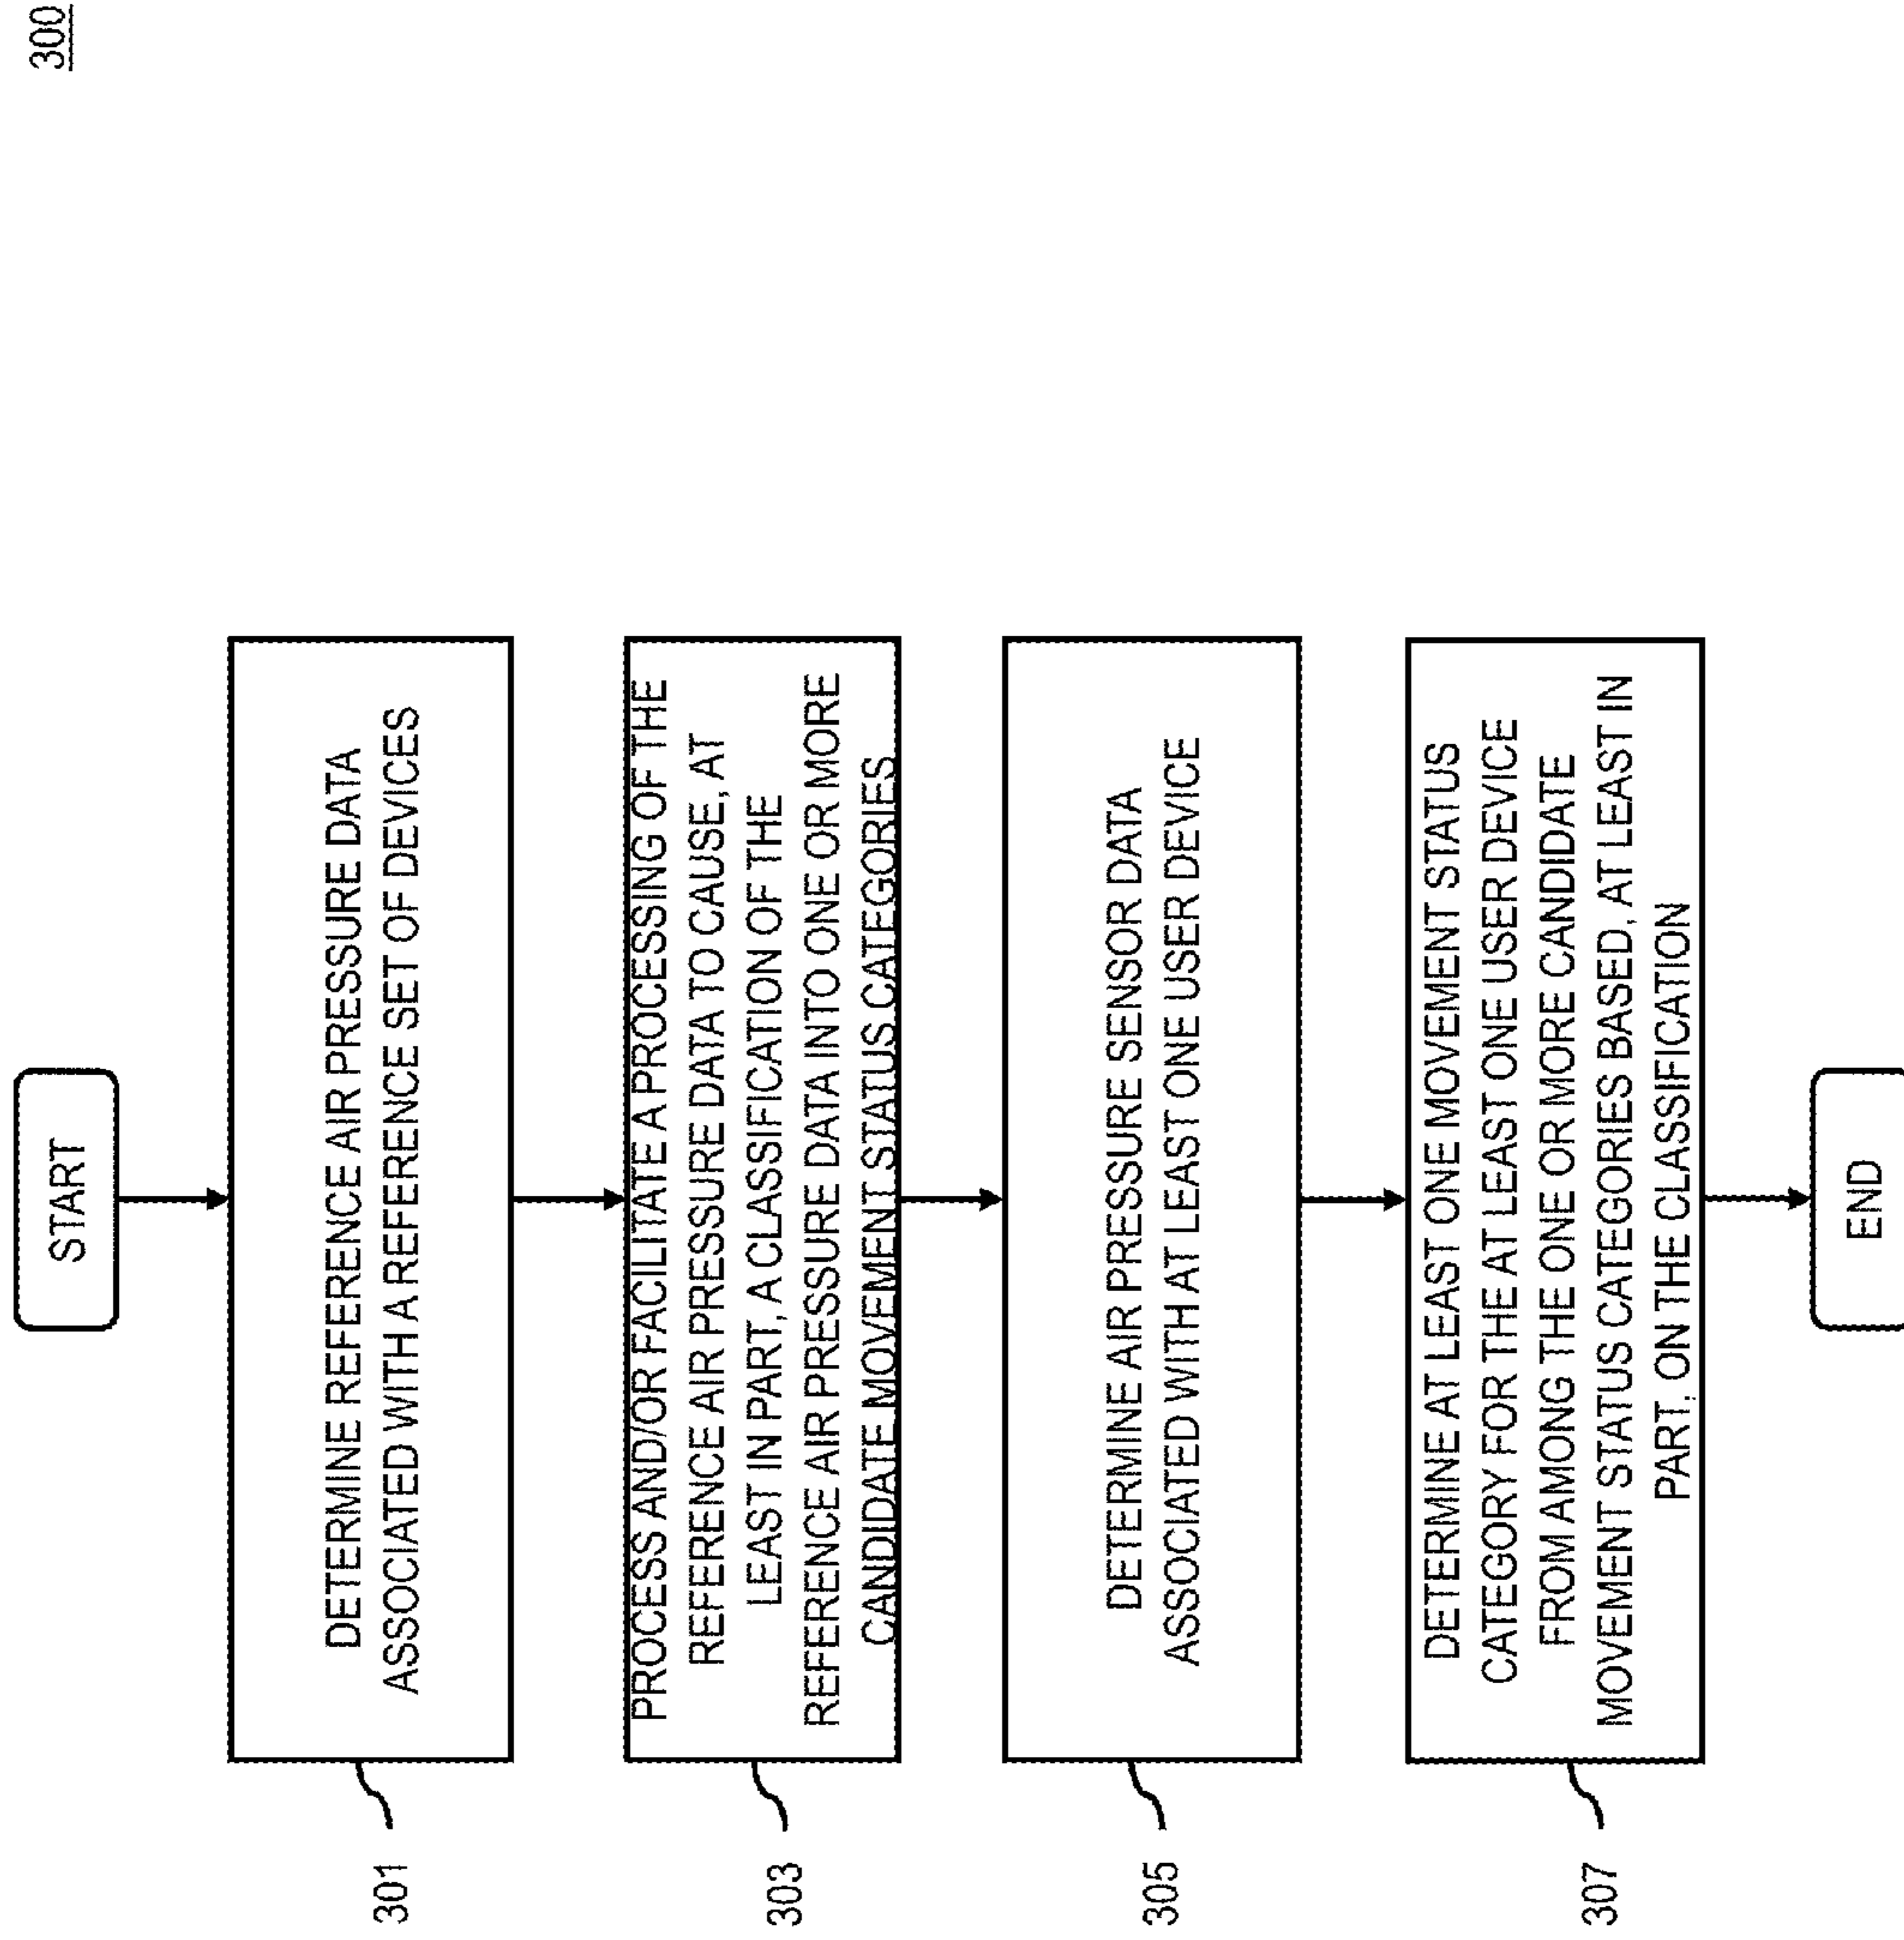 300
START
DETERMINE REFERENCE AIR PRESSURE DATA
ASSOCIATED WITH A REFERENCE SET OF DEVICES
301
PROCESS AND/OR FACILITATE A PROCESSING OF THE
REFERENCE AIR PRESSURE DATA TO CAUSE, AT
LEAST IN PART, A CLASSIFICATION OF THE
REFERENCE AIR PRESSURE DATA INTO ONE OR MORE
CANDIDATE MOVEMENT STATUS CATEGORIES
303
DETERMINE AIR PRESSURE SENSOR DATA
ASSOCIATED WITH AT LEAST ONE USER DEVICE
305
DETERMINE AT LEAST ONE MOVEMENT STATUS
CATEGORY FOR THE AT LEAST ONE USER DEVICE
FROM AMONG THE ONE OR MORE CANDIDATE
MOVEMENT STATUS CATEGORIES BASED, AT LEAST IN
PART, ON THE CLASSIFICATION
307
END